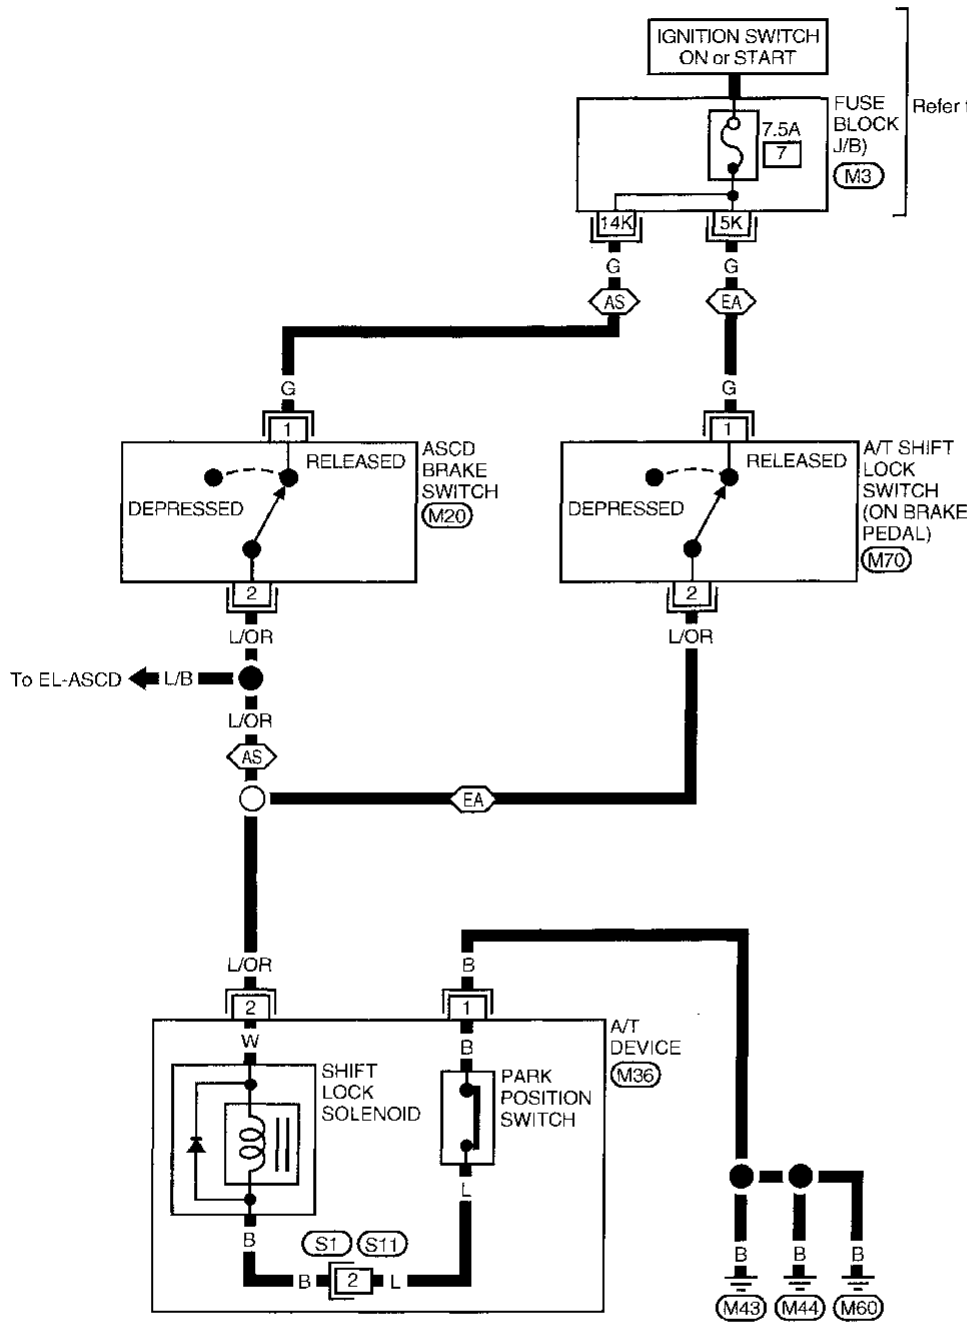 IGNITION SWITCH
ON or START
FUSE
BLOCK
J/B)
M3
Refer
7.5A
7
14K
5K
G
G
AS
EA
G
G
1
1
RELEASED
DEPRESSED
ASCD
BRAKE
SWITCH
M20
RELEASED
DEPRESSED
A/T SHIFT
LOCK
SWITCH
(ON BRAKE
PEDAL)
M70
2
2
L/OR
L/OR
To EL-ASCD
L/B
L/OR
AS
EA
L/OR
B
2
1
W
B
A/T
DEVICE
M36
SHIFT
LOCK
SOLENOID
PARK
POSITION
SWITCH
L
B
S1
S11
B
2
L
B
B
B
M43
M44
M60